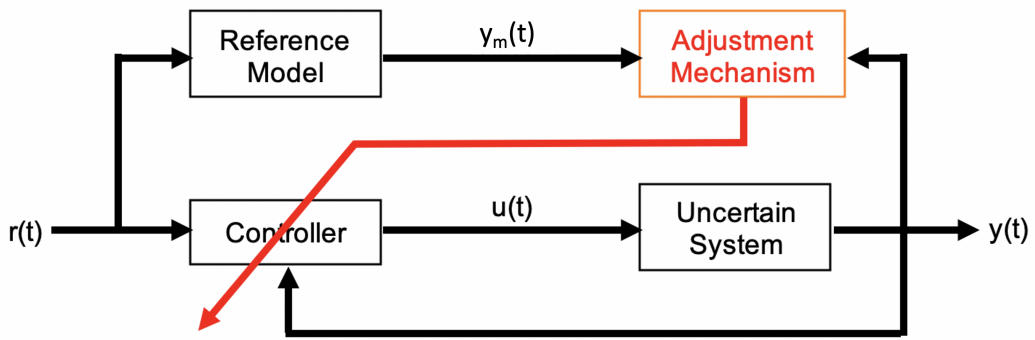 Reference
Model
yₘ(t)
Adjustment
Mechanism
r(t)
Controller
u(t)
Uncertain
System
y(t)